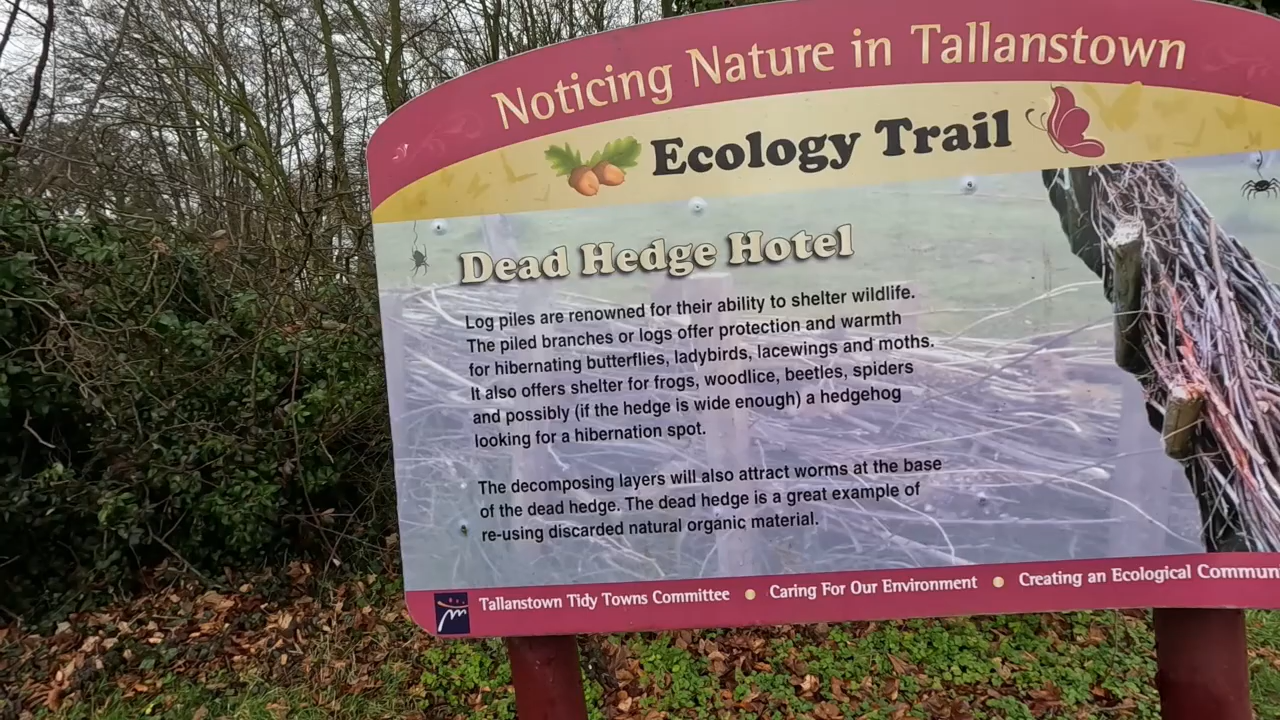 Noticing Nature in Tallanstown
Ecology Trail
Dead Hedge Hotel
Log piles are renowned for their ability to shelter wildlife.
The piled branches or logs offer protection and warmth
for hibernating butterflies, ladybirds, lacewings and moths.
It also offers shelter for frogs, woodlice, beetles, spiders
and possibly (if the hedge is wide enough) a hedgehog
looking for a hibernation spot.
The decomposing layers will also attract worms at the base
of the dead hedge. The dead hedge is a great example of
re-using discarded natural organic material.
Tallanstown Tidy Towns Committee • Caring For Our Environment • Creating an Ecological Commun